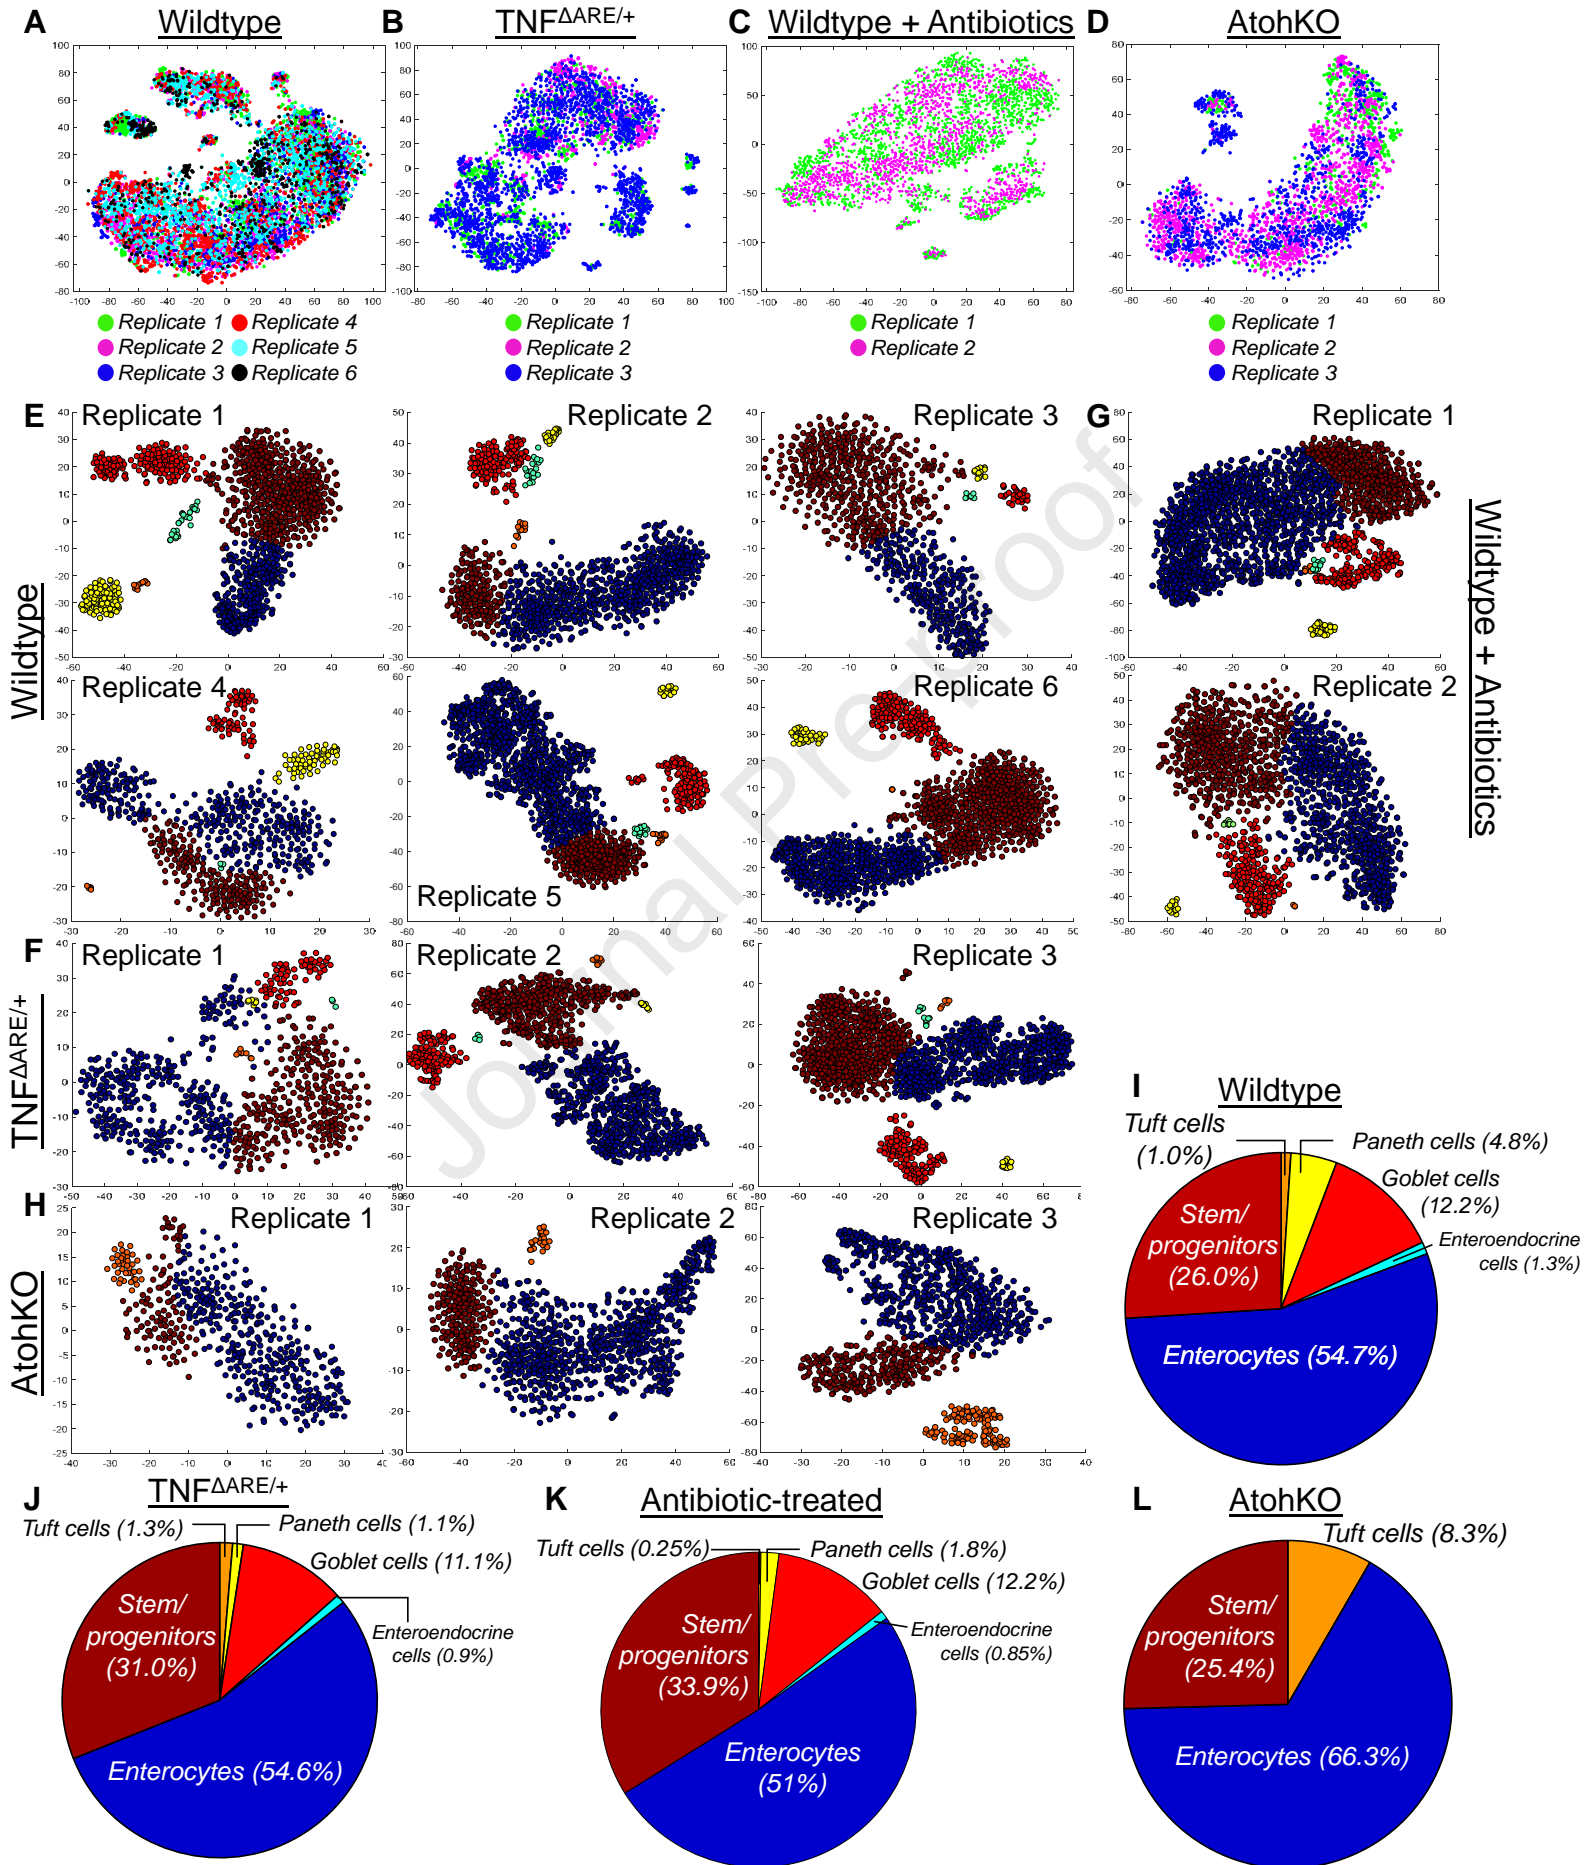 A Wildtype
B TNFΔARE/+
C Wildtype + Antibiotics
D AtohKO
Replicate 1
Replicate 2
Replicate 3
Replicate 4
Replicate 5
Replicate 6
Replicate 1
Replicate 2
Replicate 3
Replicate 1
Replicate 2
Replicate 1
Replicate 2
Replicate 3
E
Wildtype
Replicate 1
Replicate 2
Replicate 3
Replicate 4
Replicate 5
Replicate 6
G
Replicate 1
Replicate 2
Wildtype + Antibiotics
F
TNFΔARE/+
Replicate 1
Replicate 2
Replicate 3
H
AtohKO
Replicate 1
Replicate 2
Replicate 3
Journal Pre-proof
I Wildtype
Tuft cells
(1.0%)
Paneth cells (4.8%)
Goblet cells
(12.2%)
Enteroendocrine
cells (1.3%)
Stem/
progenitors
(26.0%)
Enterocytes (54.7%)
J TNFΔARE/+
Tuft cells (1.3%)
Paneth cells (1.1%)
Goblet cells (11.1%)
Enteroendocrine
cells (0.9%)
Stem/
progenitors
(31.0%)
Enterocytes (54.6%)
K Antibiotic-treated
Tuft cells (0.25%)
Paneth cells (1.8%)
Goblet cells (12.2%)
Enteroendocrine
cells (0.85%)
Stem/
progenitors
(33.9%)
Enterocytes
(51%)
L AtohKO
Tuft cells (8.3%)
Stem/
progenitors
(25.4%)
Enterocytes (66.3%)